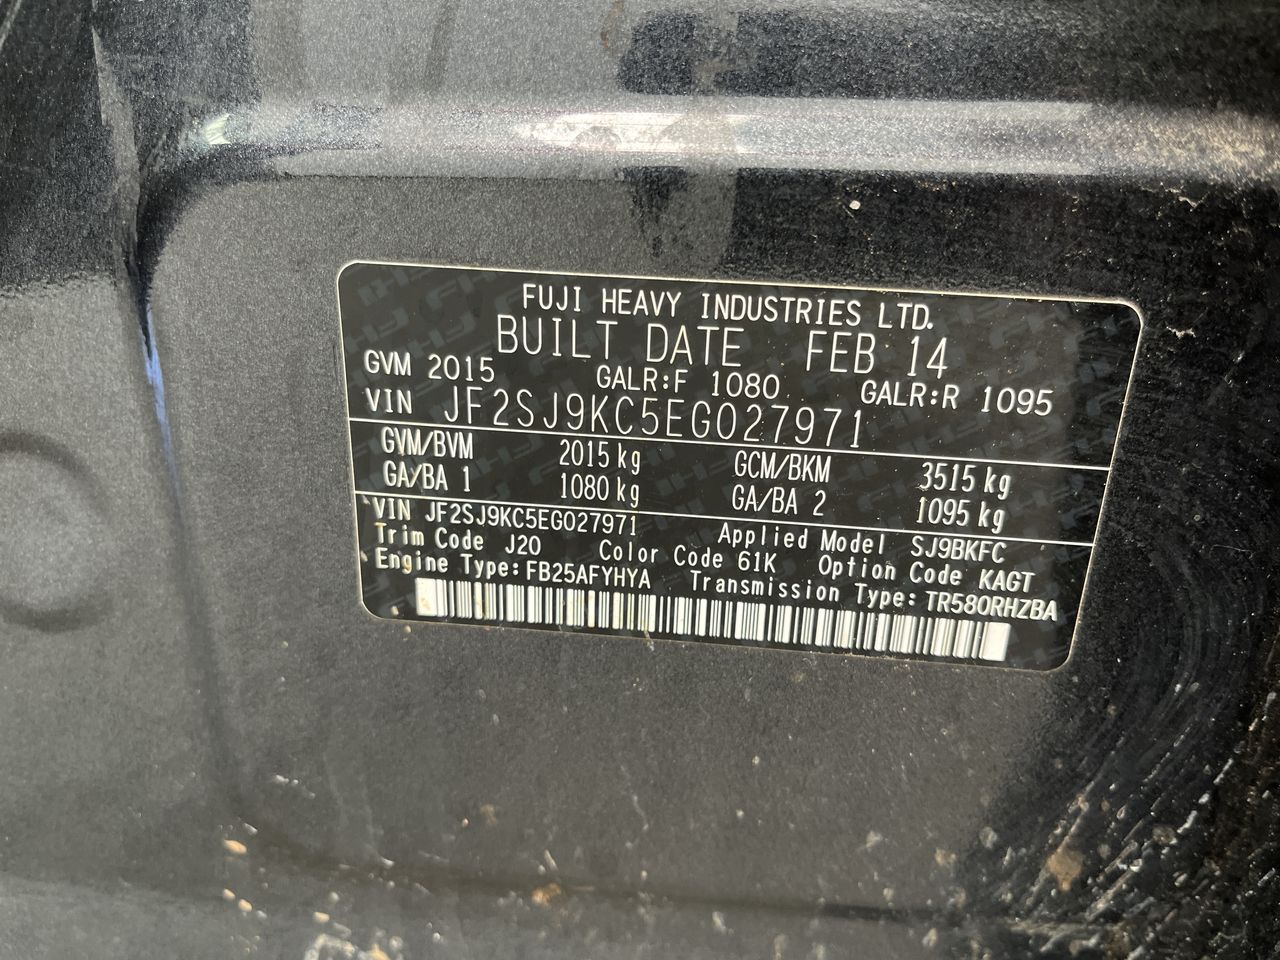 FUJI HEAVY INDUSTRIES LTD.
BUILT DATE FEB 14
GVM 2015 GALR:F 1080 GALR:R 1095
VIN JF2SJ9KC5EG027971
GVM/BVM 2015 kg GCM/BKM 3515 kg
GA/BA 1 1080 kg GA/BA 2 1095 kg
VIN JF2SJ9KC5EG027971 Applied Model SJ9BKFC
Trim Code J20 Color Code 61K Option Code KAGT
Engine Type: FB25AFYHYA Transmission Type: TR580RHZBA